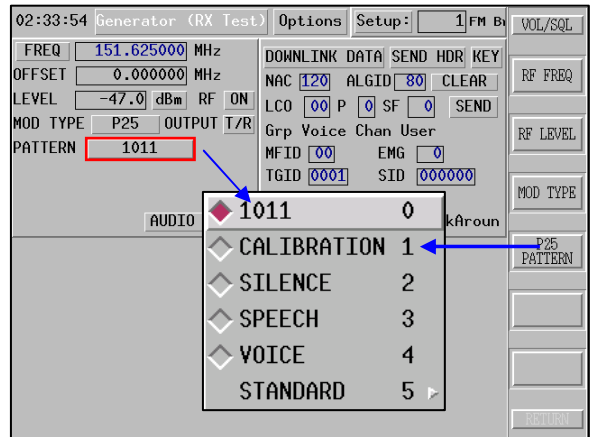 02:33:54 Generator (RX Test) Options Setup: 1 FM B
VOL/SQL
FREQ 151.625000 MHz
OFFSET 0.000000 MHz
LEVEL -47.0 dBm RF ON
MOD TYPE P25 OUTPUT T/R
PATTERN 1011
AUDIO
DOWNLINK DATA SEND HDR KEY
NAC 120 ALGID 80 CLEAR
LCO 00 P 0 SF 0 SEND
Grp Voice Chan User
MFID 00 EMG 0
TGID 0001 SID 000000
kAroun
1011 0
CALIBRATION 1
SILENCE 2
SPEECH 3
VOICE 4
STANDARD 5
RF FREQ
RF LEVEL
MOD TYPE
P25
PATTERN
RETURN